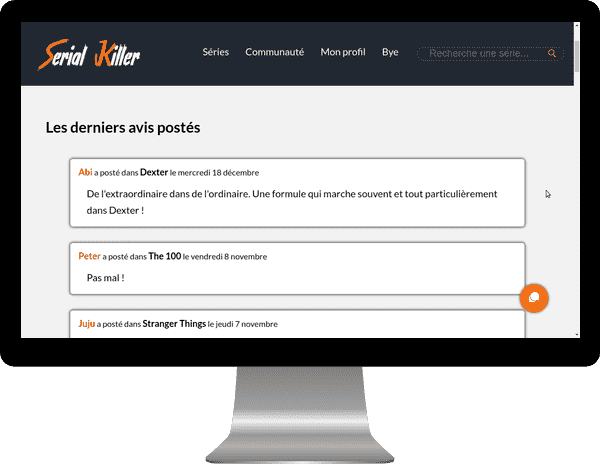 Serial Killer
Séries Communauté Mon profil Bye Recherche une série...
Les derniers avis postés
Abi a posté dans Dexter le mercredi 18 décembre
De l'extraordinaire dans de l'ordinaire. Une formule qui marche souvent et tout particulièrement
dans Dexter !
Peter a posté dans The 100 le vendredi 8 novembre
Pas mal !
Juju a posté dans Stranger Things le jeudi 7 novembre